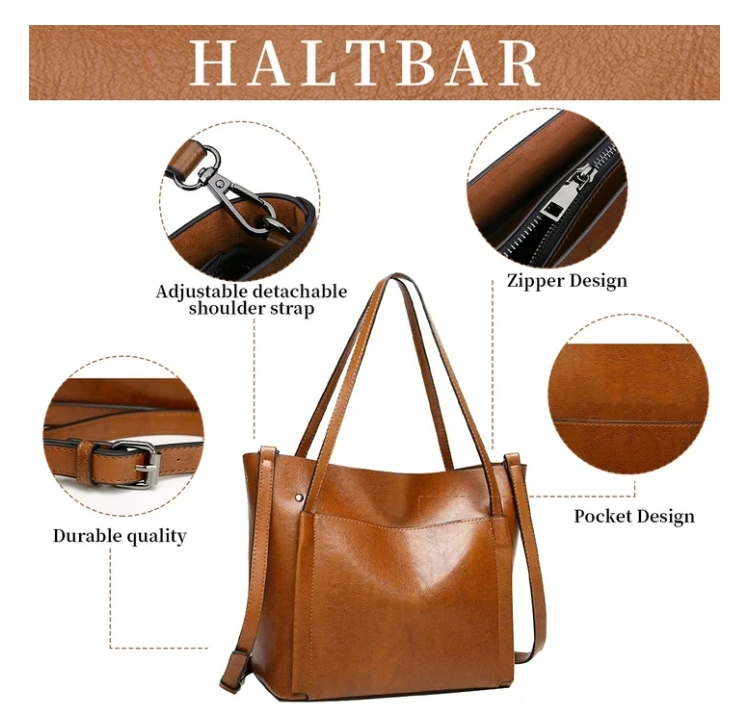 HALTBAR
Adjustable detachable
shoulder strap
Zipper Design
Durable quality
Pocket Design